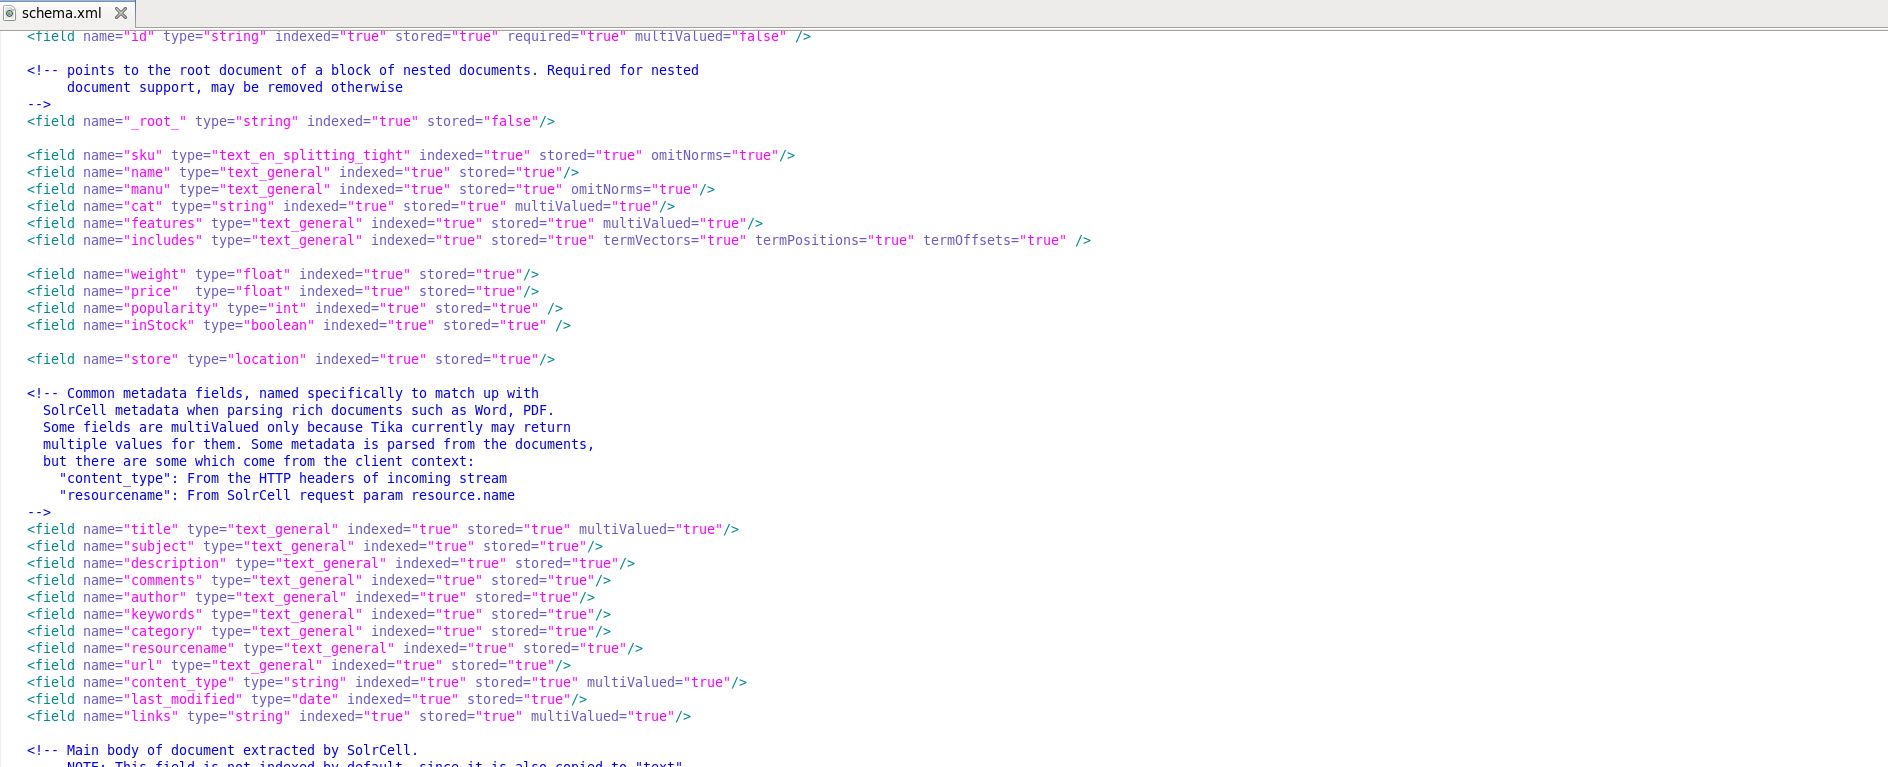 schema.xml
<field name="id" type="string" indexed="true" stored="true" required="true" multiValued="false" />
<!-- points to the root document of a block of nested documents. Required for nested
document support, may be removed otherwise
-->
<field name="_root_" type="string" indexed="true" stored="false"/>
<field name="sku" type="text_en_splitting_tight" indexed="true" stored="true" omitNorms="true"/>
<field name="name" type="text_general" indexed="true" stored="true"/>
<field name="manu" type="text_general" indexed="true" stored="true" omitNorms="true"/>
<field name="cat" type="string" indexed="true" stored="true" multiValued="true"/>
<field name="features" type="text_general" indexed="true" stored="true" multiValued="true"/>
<field name="includes" type="text_general" indexed="true" stored="true" termVectors="true" termPositions="true" termOffsets="true" />
<field name="weight" type="float" indexed="true" stored="true"/>
<field name="price"  type="float" indexed="true" stored="true"/>
<field name="popularity" type="int" indexed="true" stored="true" />
<field name="inStock" type="boolean" indexed="true" stored="true" />
<field name="store" type="location" indexed="true" stored="true"/>
<!-- Common metadata fields, named specifically to match up with
SolrCell metadata when parsing rich documents such as Word, PDF.
Some fields are multiValued only because Tika currently may return
multiple values for them. Some metadata is parsed from the documents,
but there are some which come from the client context:
"content_type": From the HTTP headers of incoming stream
"resourcename": From SolrCell request param resource.name
-->
<field name="title" type="text_general" indexed="true" stored="true" multiValued="true"/>
<field name="subject" type="text_general" indexed="true" stored="true"/>
<field name="description" type="text_general" indexed="true" stored="true"/>
<field name="comments" type="text_general" indexed="true" stored="true"/>
<field name="author" type="text_general" indexed="true" stored="true"/>
<field name="keywords" type="text_general" indexed="true" stored="true"/>
<field name="category" type="text_general" indexed="true" stored="true"/>
<field name="resourcename" type="text_general" indexed="true" stored="true"/>
<field name="url" type="text_general" indexed="true" stored="true"/>
<field name="content_type" type="string" indexed="true" stored="true" multiValued="true"/>
<field name="last_modified" type="date" indexed="true" stored="true"/>
<field name="links" type="string" indexed="true" stored="true" multiValued="true"/>
<!-- Main body of document extracted by SolrCell.
NOTE: This field is not indexed by default, since it is also copied to "text"